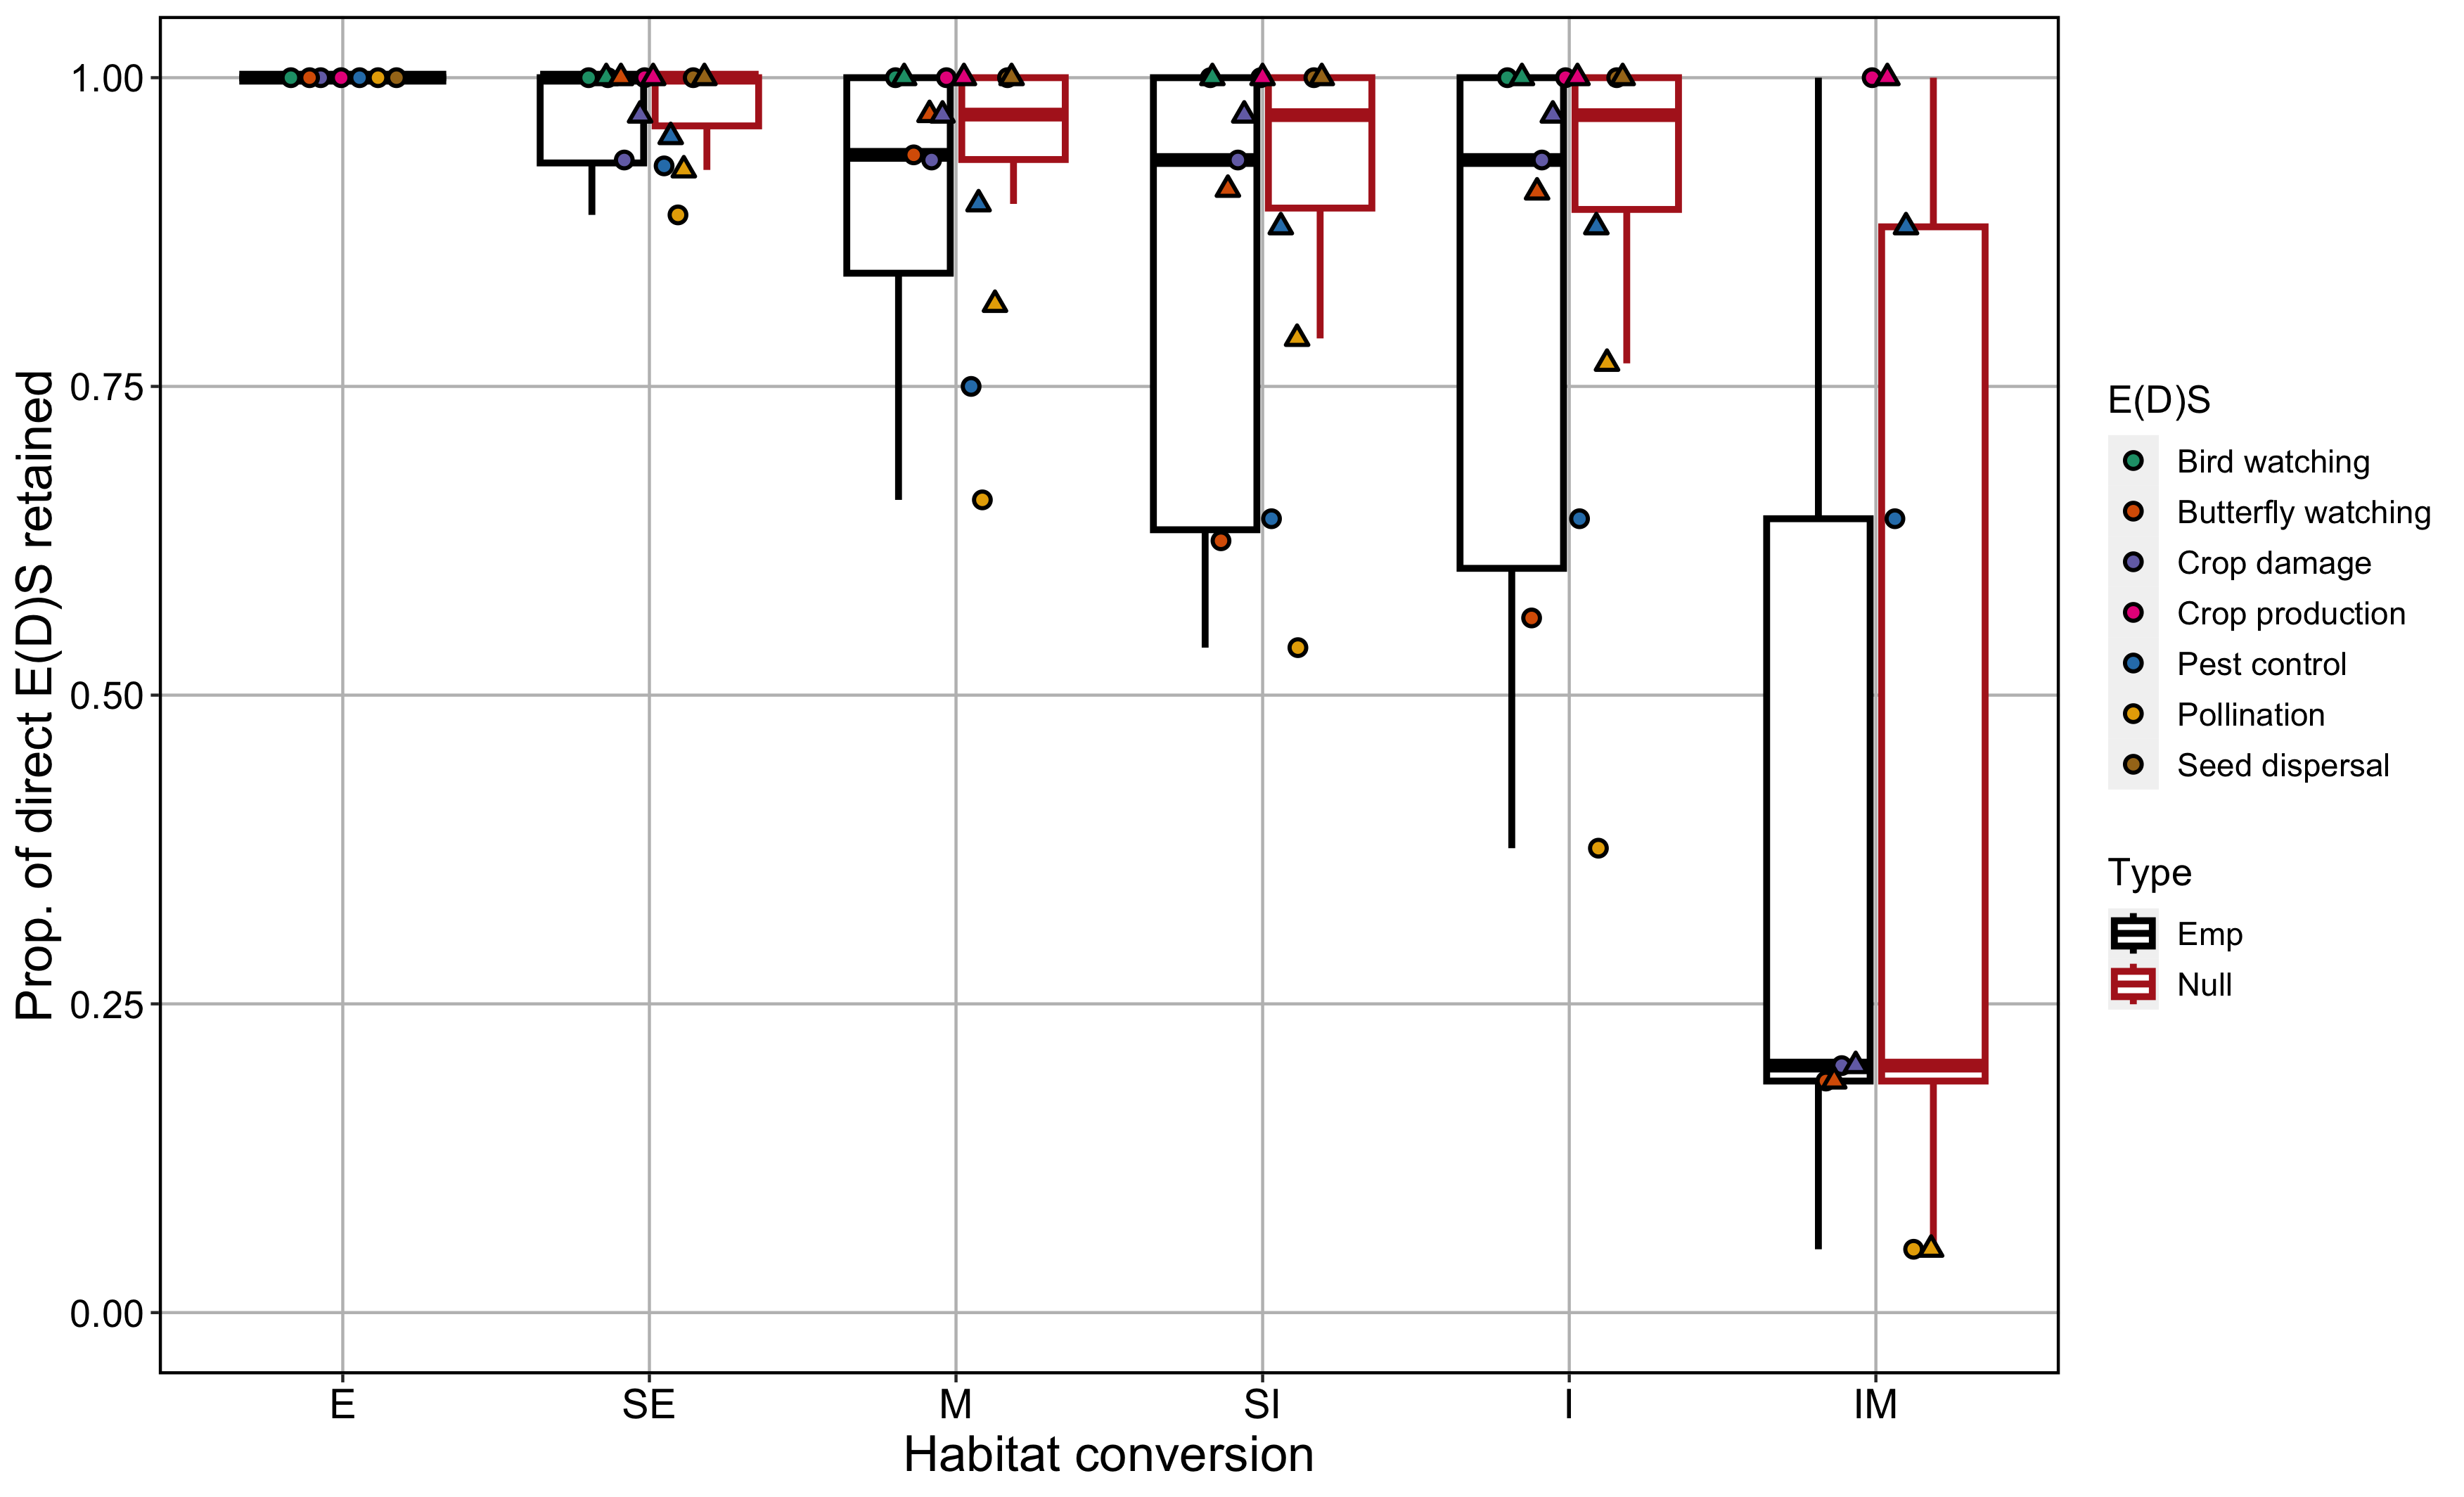 Prop. of direct E(D)S retained
1.00
0.75
0.50
0.25
0.00
E SE M SI I IM
Habitat conversion
E(D)S
Bird watching
Butterfly watching
Crop damage
Crop production
Pest control
Pollination
Seed dispersal
Type
Emp
Null